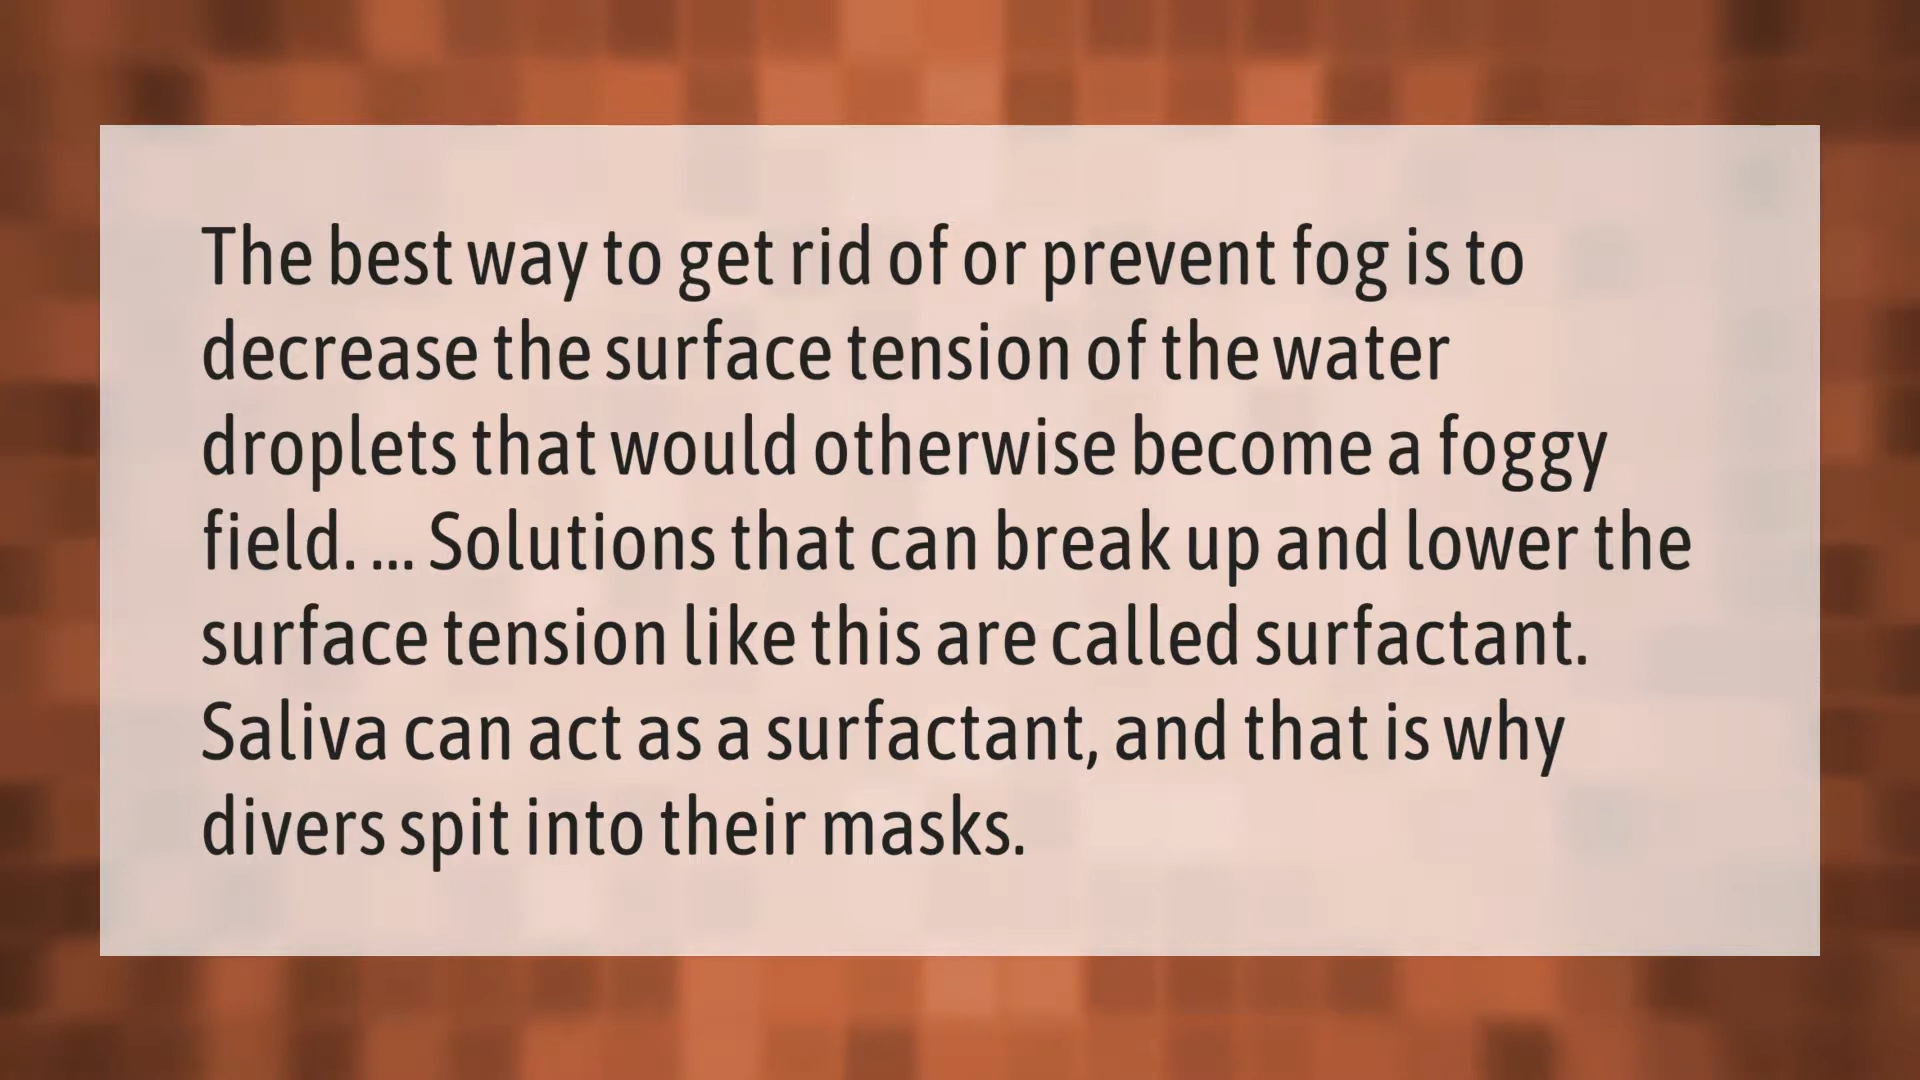 The best way to get rid of or prevent fog is to
decrease the surface tension of the water
droplets that would otherwise become a foggy
field. ... Solutions that can break up and lower the
surface tension like this are called surfactant.
Saliva can act as a surfactant, and that is why
divers spit into their masks.